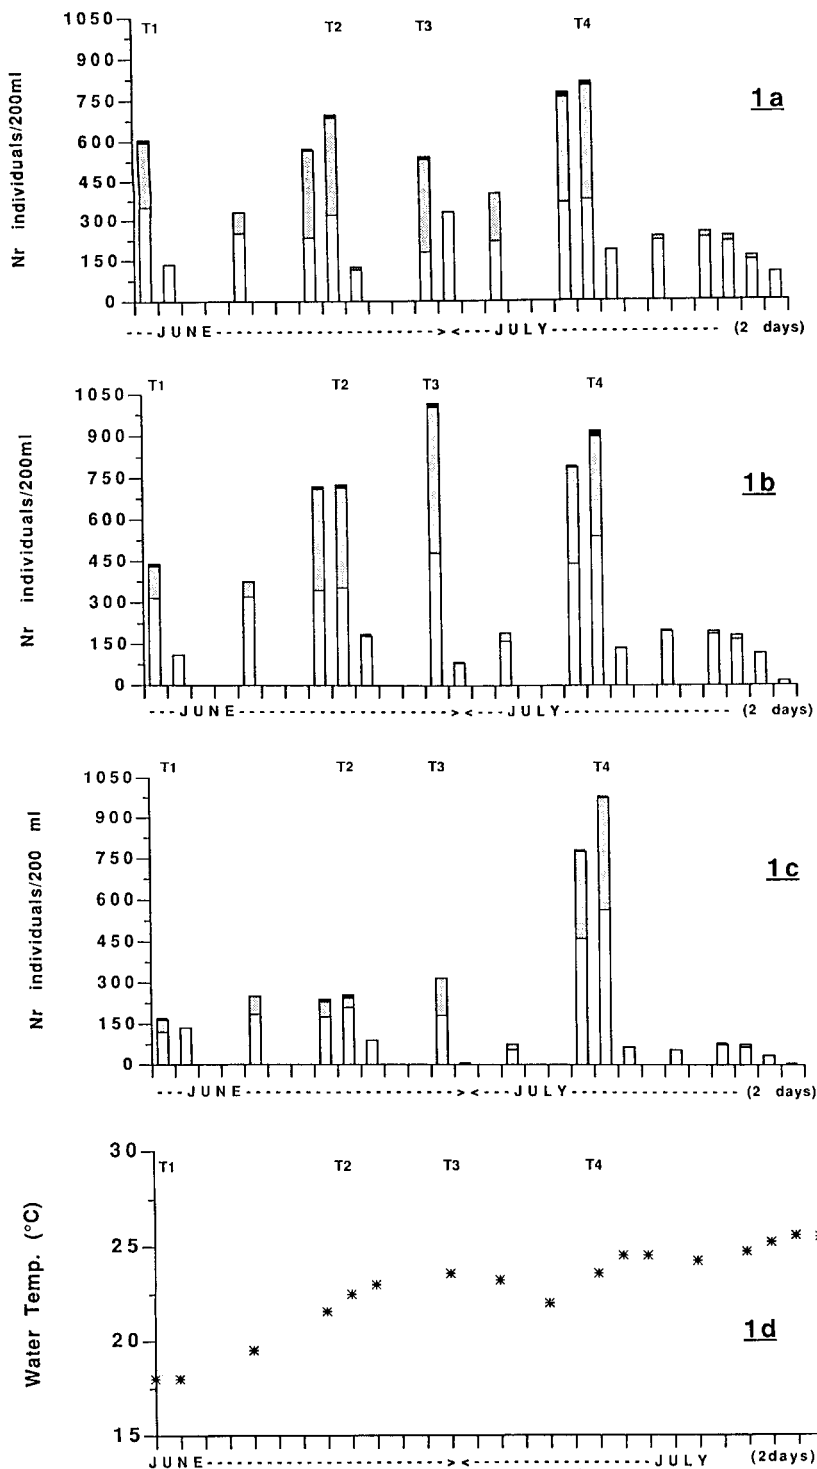 1050
T1 T2 T3 T4
900
750
1a
600
450
300
150
0
Nr individuals/200ml
---JUNE----------------------><----JULY----------------- (2 days)
1050
T1 T2 T3 T4
900
750
1b
600
450
300
150
0
Nr individuals/200ml
---JUNE----------------------><----JULY----------------- (2 days)
T1 T2 T3 T4
1050
900
750
1c
600
450
300
150
0
Nr individuals/200 ml
---JUNE----------------------><----JULY----------------- (2 days)
30
T1 T2 T3 T4
25
20
1d
15
Water Temp. (°C)
JUNE-------------------------><-------------------JULY (2days)